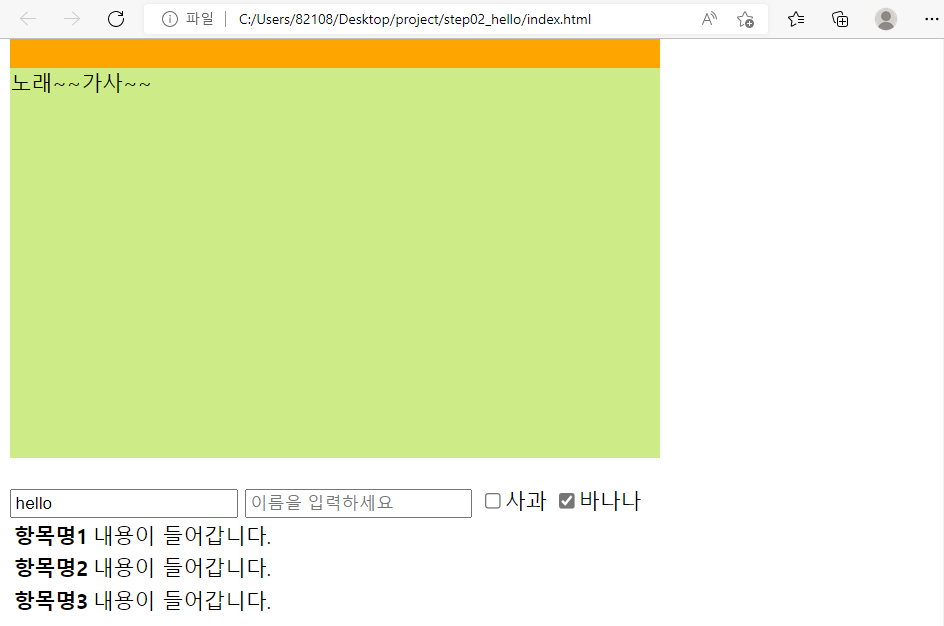 파일 C:/Users/82108/Desktop/project/step02_hello/index.html
노래~~가사~~
hello 이름을 입력하세요 사과 바나나
항목명1 내용이 들어갑니다.
항목명2 내용이 들어갑니다.
항목명3 내용이 들어갑니다.